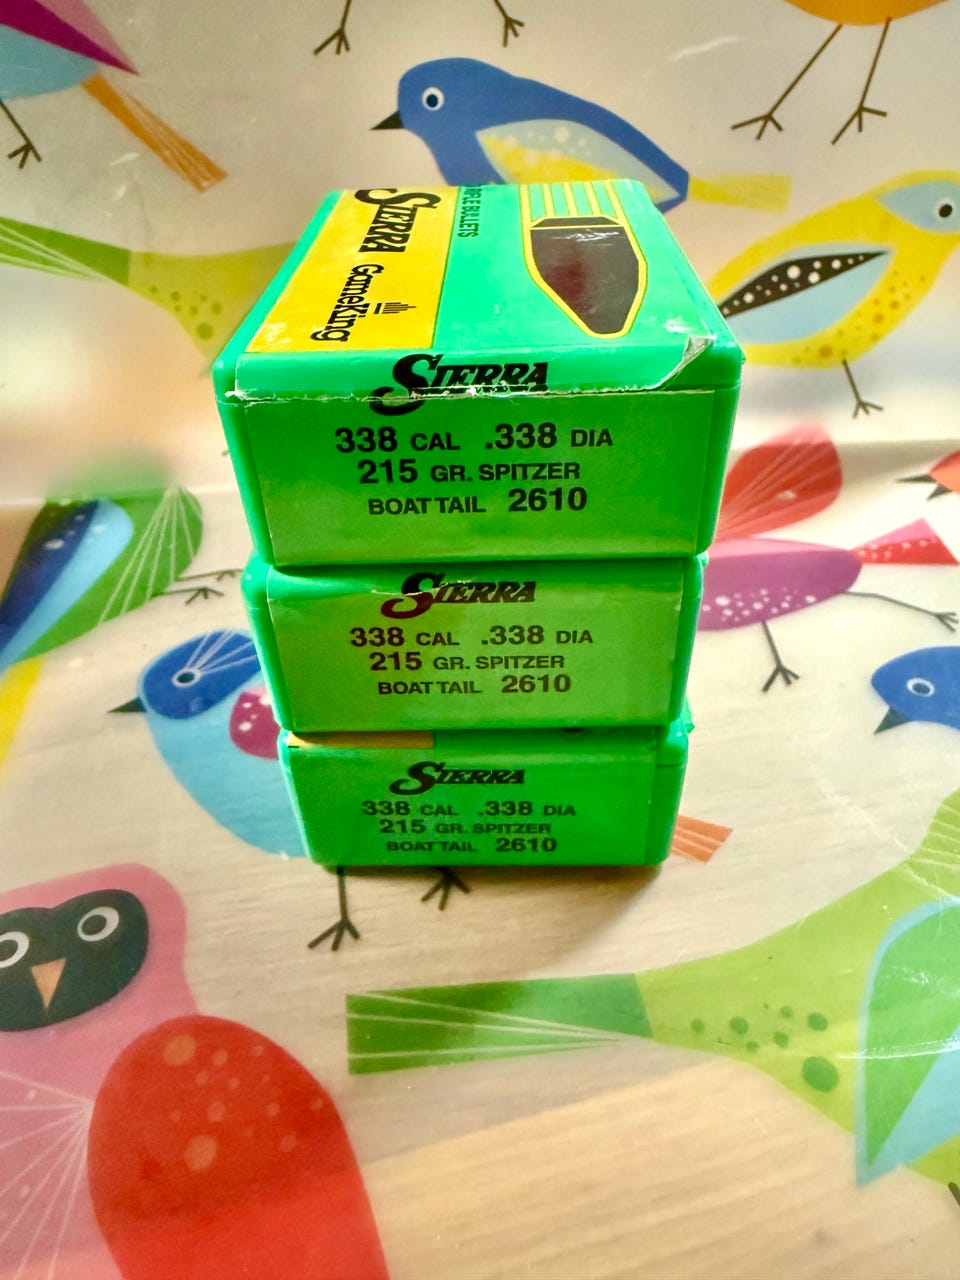 RIFLE BULLETS
SIERRA
GameKing
SIERRA
338 CAL .338 DIA
215 GR. SPITZER
BOAT TAIL 2610
SIERRA
338 CAL .338 DIA
215 GR. SPITZER
BOAT TAIL 2610
SIERRA
338 CAL .338 DIA
215 GR. SPITZER
BOAT TAIL 2610